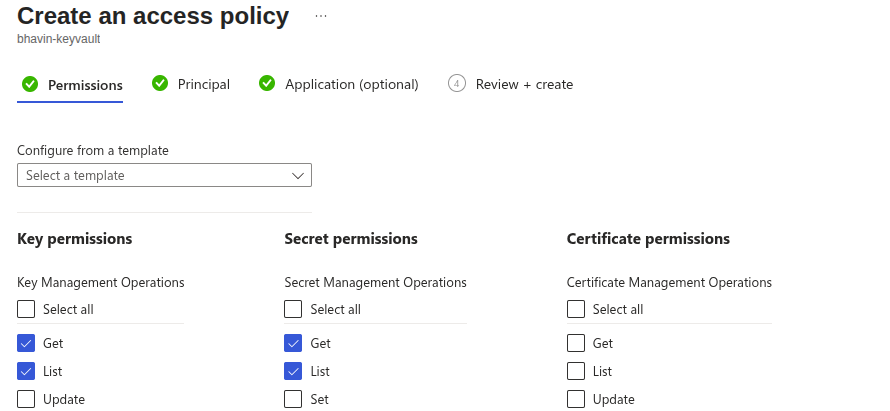 Create an access policy ...
bhavin-keyvault
Permissions Principal Application (optional) 4 Review + create
Configure from a template
Select a template
Key permissions Secret permissions Certificate permissions
Key Management Operations Secret Management Operations Certificate Management Operations
Select all Select all Select all
Get Get Get
List List List
Update Set Update